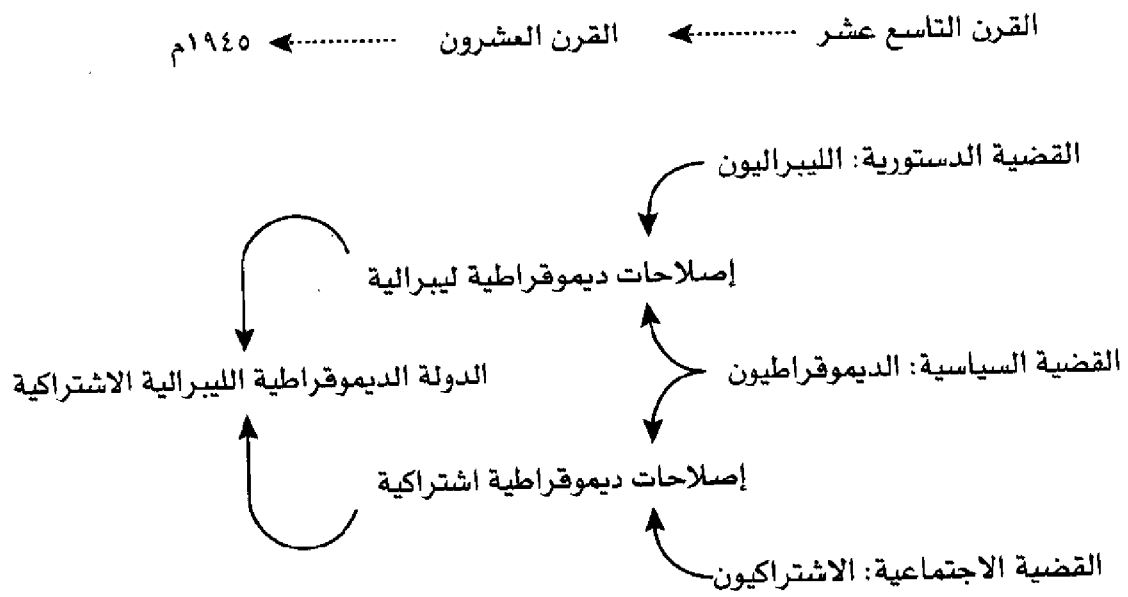 القرن التاسع عشر القرن العشرون ١٩٤٥م
القضية الدستورية: الليبراليون
إصلاحات ديموقراطية ليبرالية
القضية السياسية: الديموقراطيون
الدولة الديموقراطية الليبرالية الاشتراكية
إصلاحات ديموقراطية اشتراكية
القضية الاجتماعية: الاشتراكيون